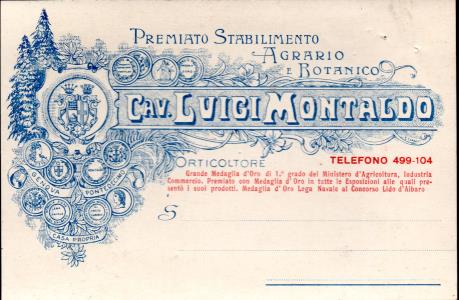 PREMIATO STABILIMENTO
AGRARIO
E BOTANICO
CAV. LUIGI MONTALDO
ORTICOLTORE
TELEFONO 499-104
Grande Medaglia d'Oro di 1.º grado del Ministero d'Agricoltura, Industria
Commercio. Premiato con Medaglia d'Oro in tutte le Esposizioni alle quali pre-
sentò i suoi prodotti. Medaglia d'Oro Lega Navale al Concorso Lido d'Albaro
GENOVA PONTEDECIMO
CASA PROPRIA
S